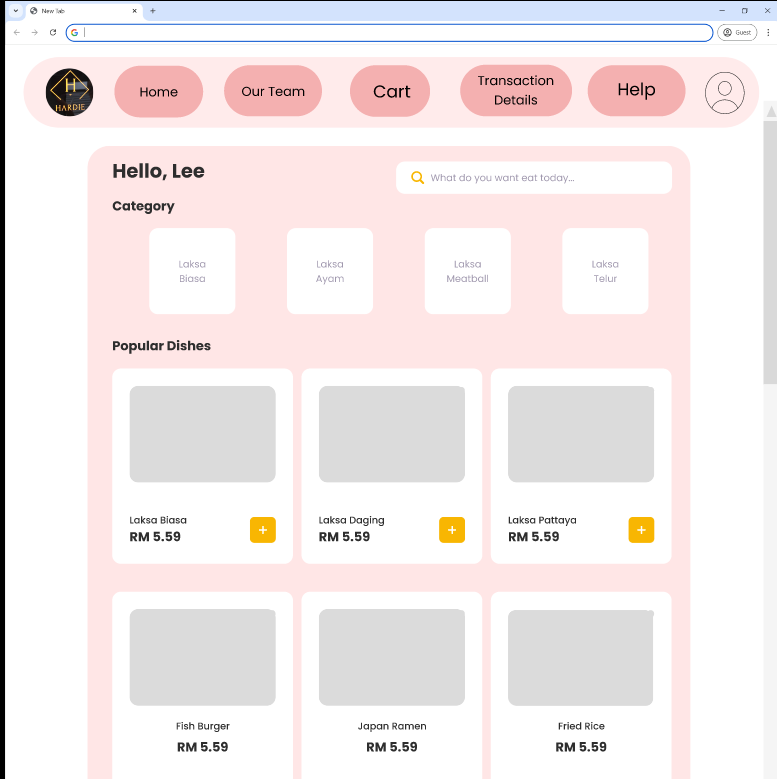 New Tab
Guest
H
HARDIE
Home
Our Team
Cart
Transaction
Details
Help
Hello, Lee
What do you want eat today...
Category
Laksa
Biasa
Laksa
Ayam
Laksa
Meatball
Laksa
Telur
Popular Dishes
Laksa Biasa
RM 5.59
+
Laksa Daging
RM 5.59
+
Laksa Pattaya
RM 5.59
+
Fish Burger
RM 5.59
Japan Ramen
RM 5.59
Fried Rice
RM 5.59